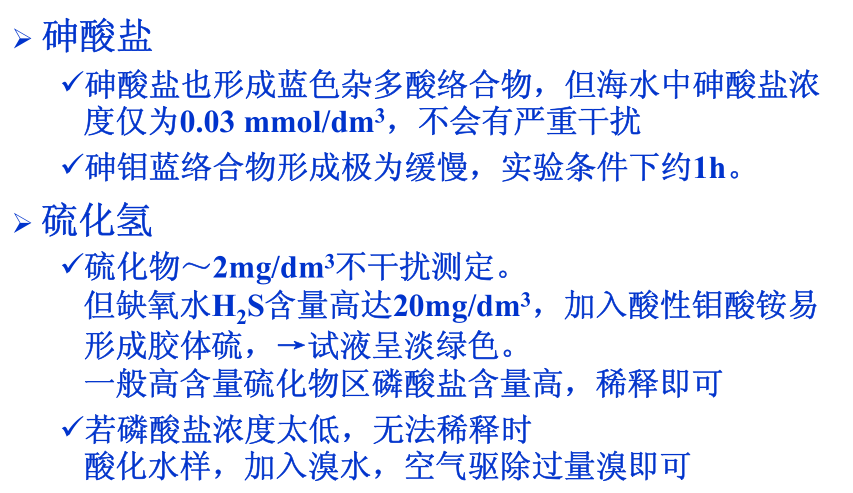 ➢ 砷酸盐
✓砷酸盐也形成蓝色杂多酸络合物，但海水中砷酸盐浓
度仅为0.03 mmol/dm³，不会有严重干扰
✓砷钼蓝络合物形成极为缓慢，实验条件下约1h。
➢ 硫化氢
✓硫化物～2mg/dm³不干扰测定。
但缺氧水H₂S含量高达20mg/dm³，加入酸性钼酸铵易
形成胶体硫，→试液呈淡绿色。
一般高含量硫化物区磷酸盐含量高，稀释即可
✓若磷酸盐浓度太低，无法稀释时
酸化水样，加入溴水，空气驱除过量溴即可